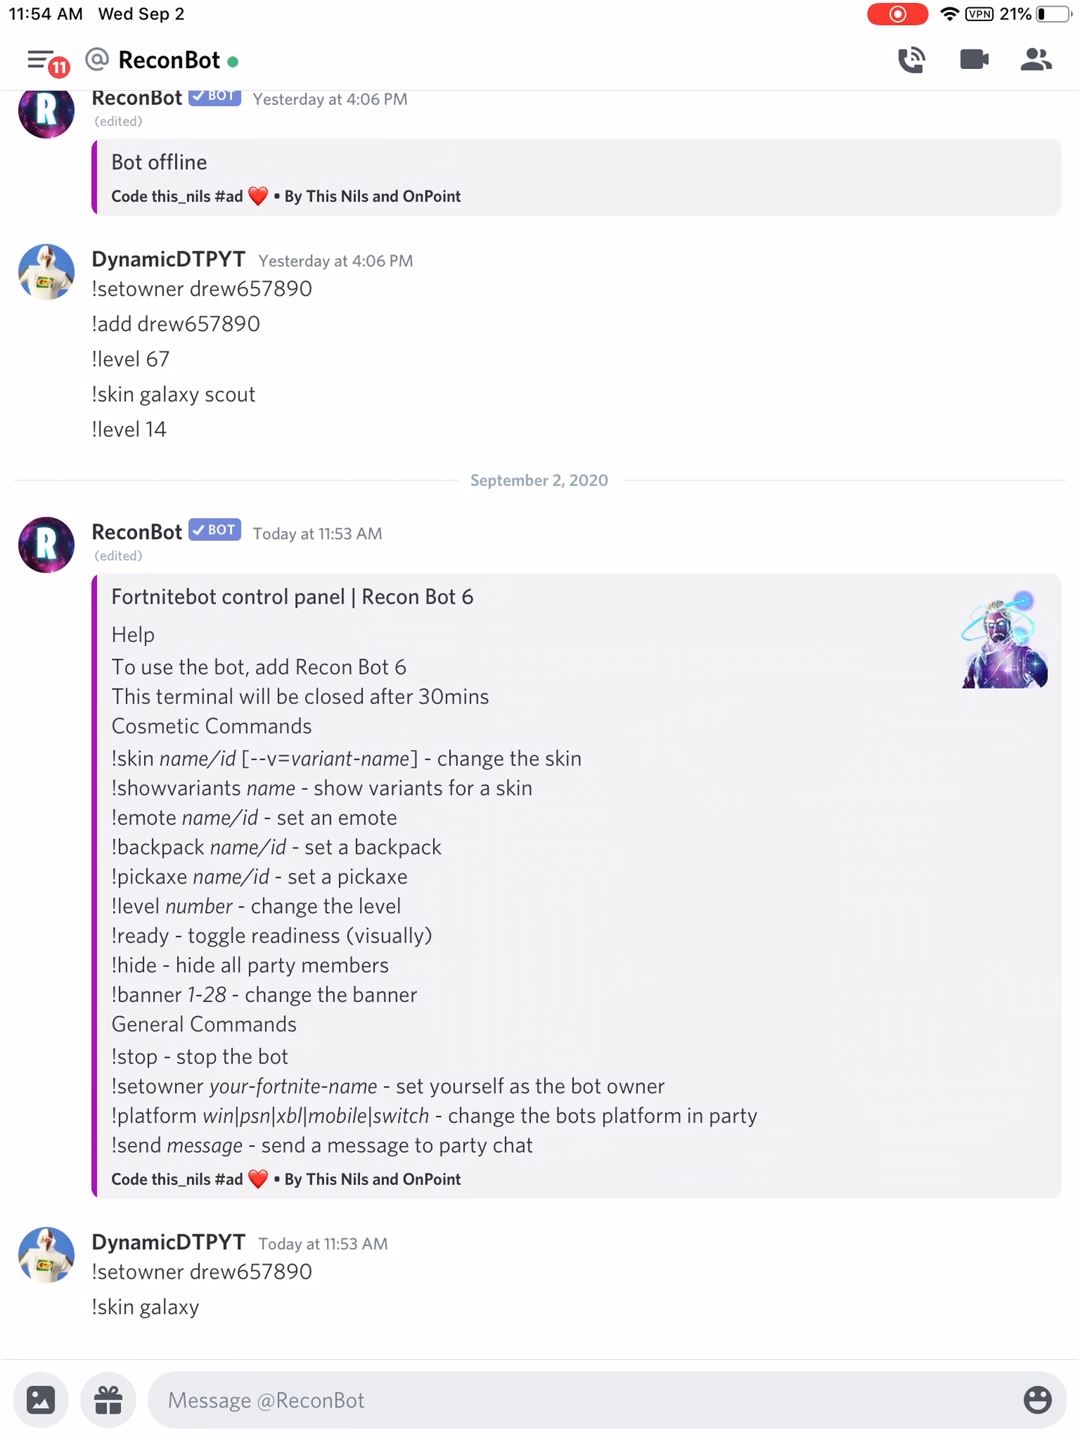 11:54 AM Wed Sep 2
VPN 21%
11 @ ReconBot
ReconBot BOT Yesterday at 4:06 PM
(edited)
Bot offline
Code this_nils #ad ❤️ • By This Nils and OnPoint
DynamicDTPYT Yesterday at 4:06 PM
!setowner drew657890
!add drew657890
!level 67
!skin galaxy scout
!level 14
September 2, 2020
ReconBot BOT Today at 11:53 AM
(edited)
Fortnitebot control panel | Recon Bot 6
Help
To use the bot, add Recon Bot 6
This terminal will be closed after 30mins
Cosmetic Commands
!skin name/id [--v=variant-name] - change the skin
!showvariants name - show variants for a skin
!emote name/id - set an emote
!backpack name/id - set a backpack
!pickaxe name/id - set a pickaxe
!level number - change the level
!ready - toggle readiness (visually)
!hide - hide all party members
!banner 1-28 - change the banner
General Commands
!stop - stop the bot
!setowner your-fortnite-name - set yourself as the bot owner
!platform win|psn|xbl|mobile|switch - change the bots platform in party
!send message - send a message to party chat
Code this_nils #ad ❤️ • By This Nils and OnPoint
DynamicDTPYT Today at 11:53 AM
!setowner drew657890
!skin galaxy
Message @ReconBot